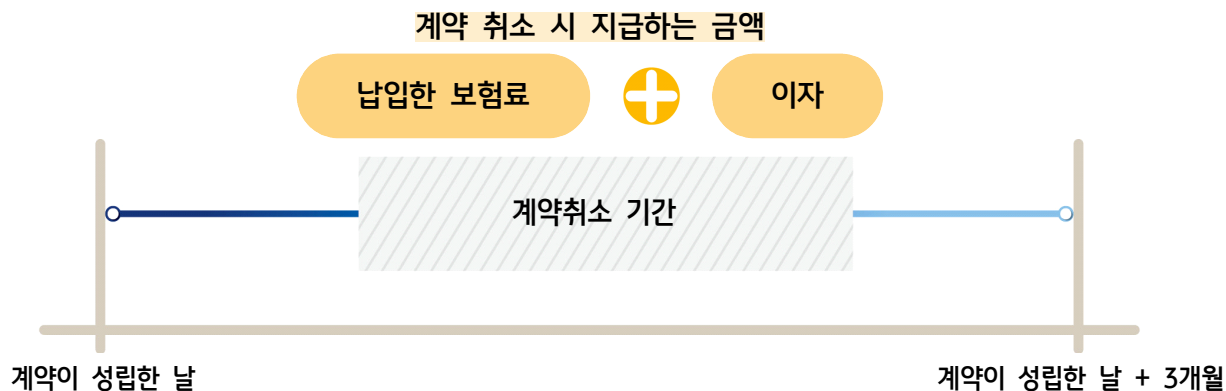 계약 취소 시 지급하는 금액
납입한 보험료 + 이자
계약취소 기간
계약이 성립한 날
계약이 성립한 날 + 3개월